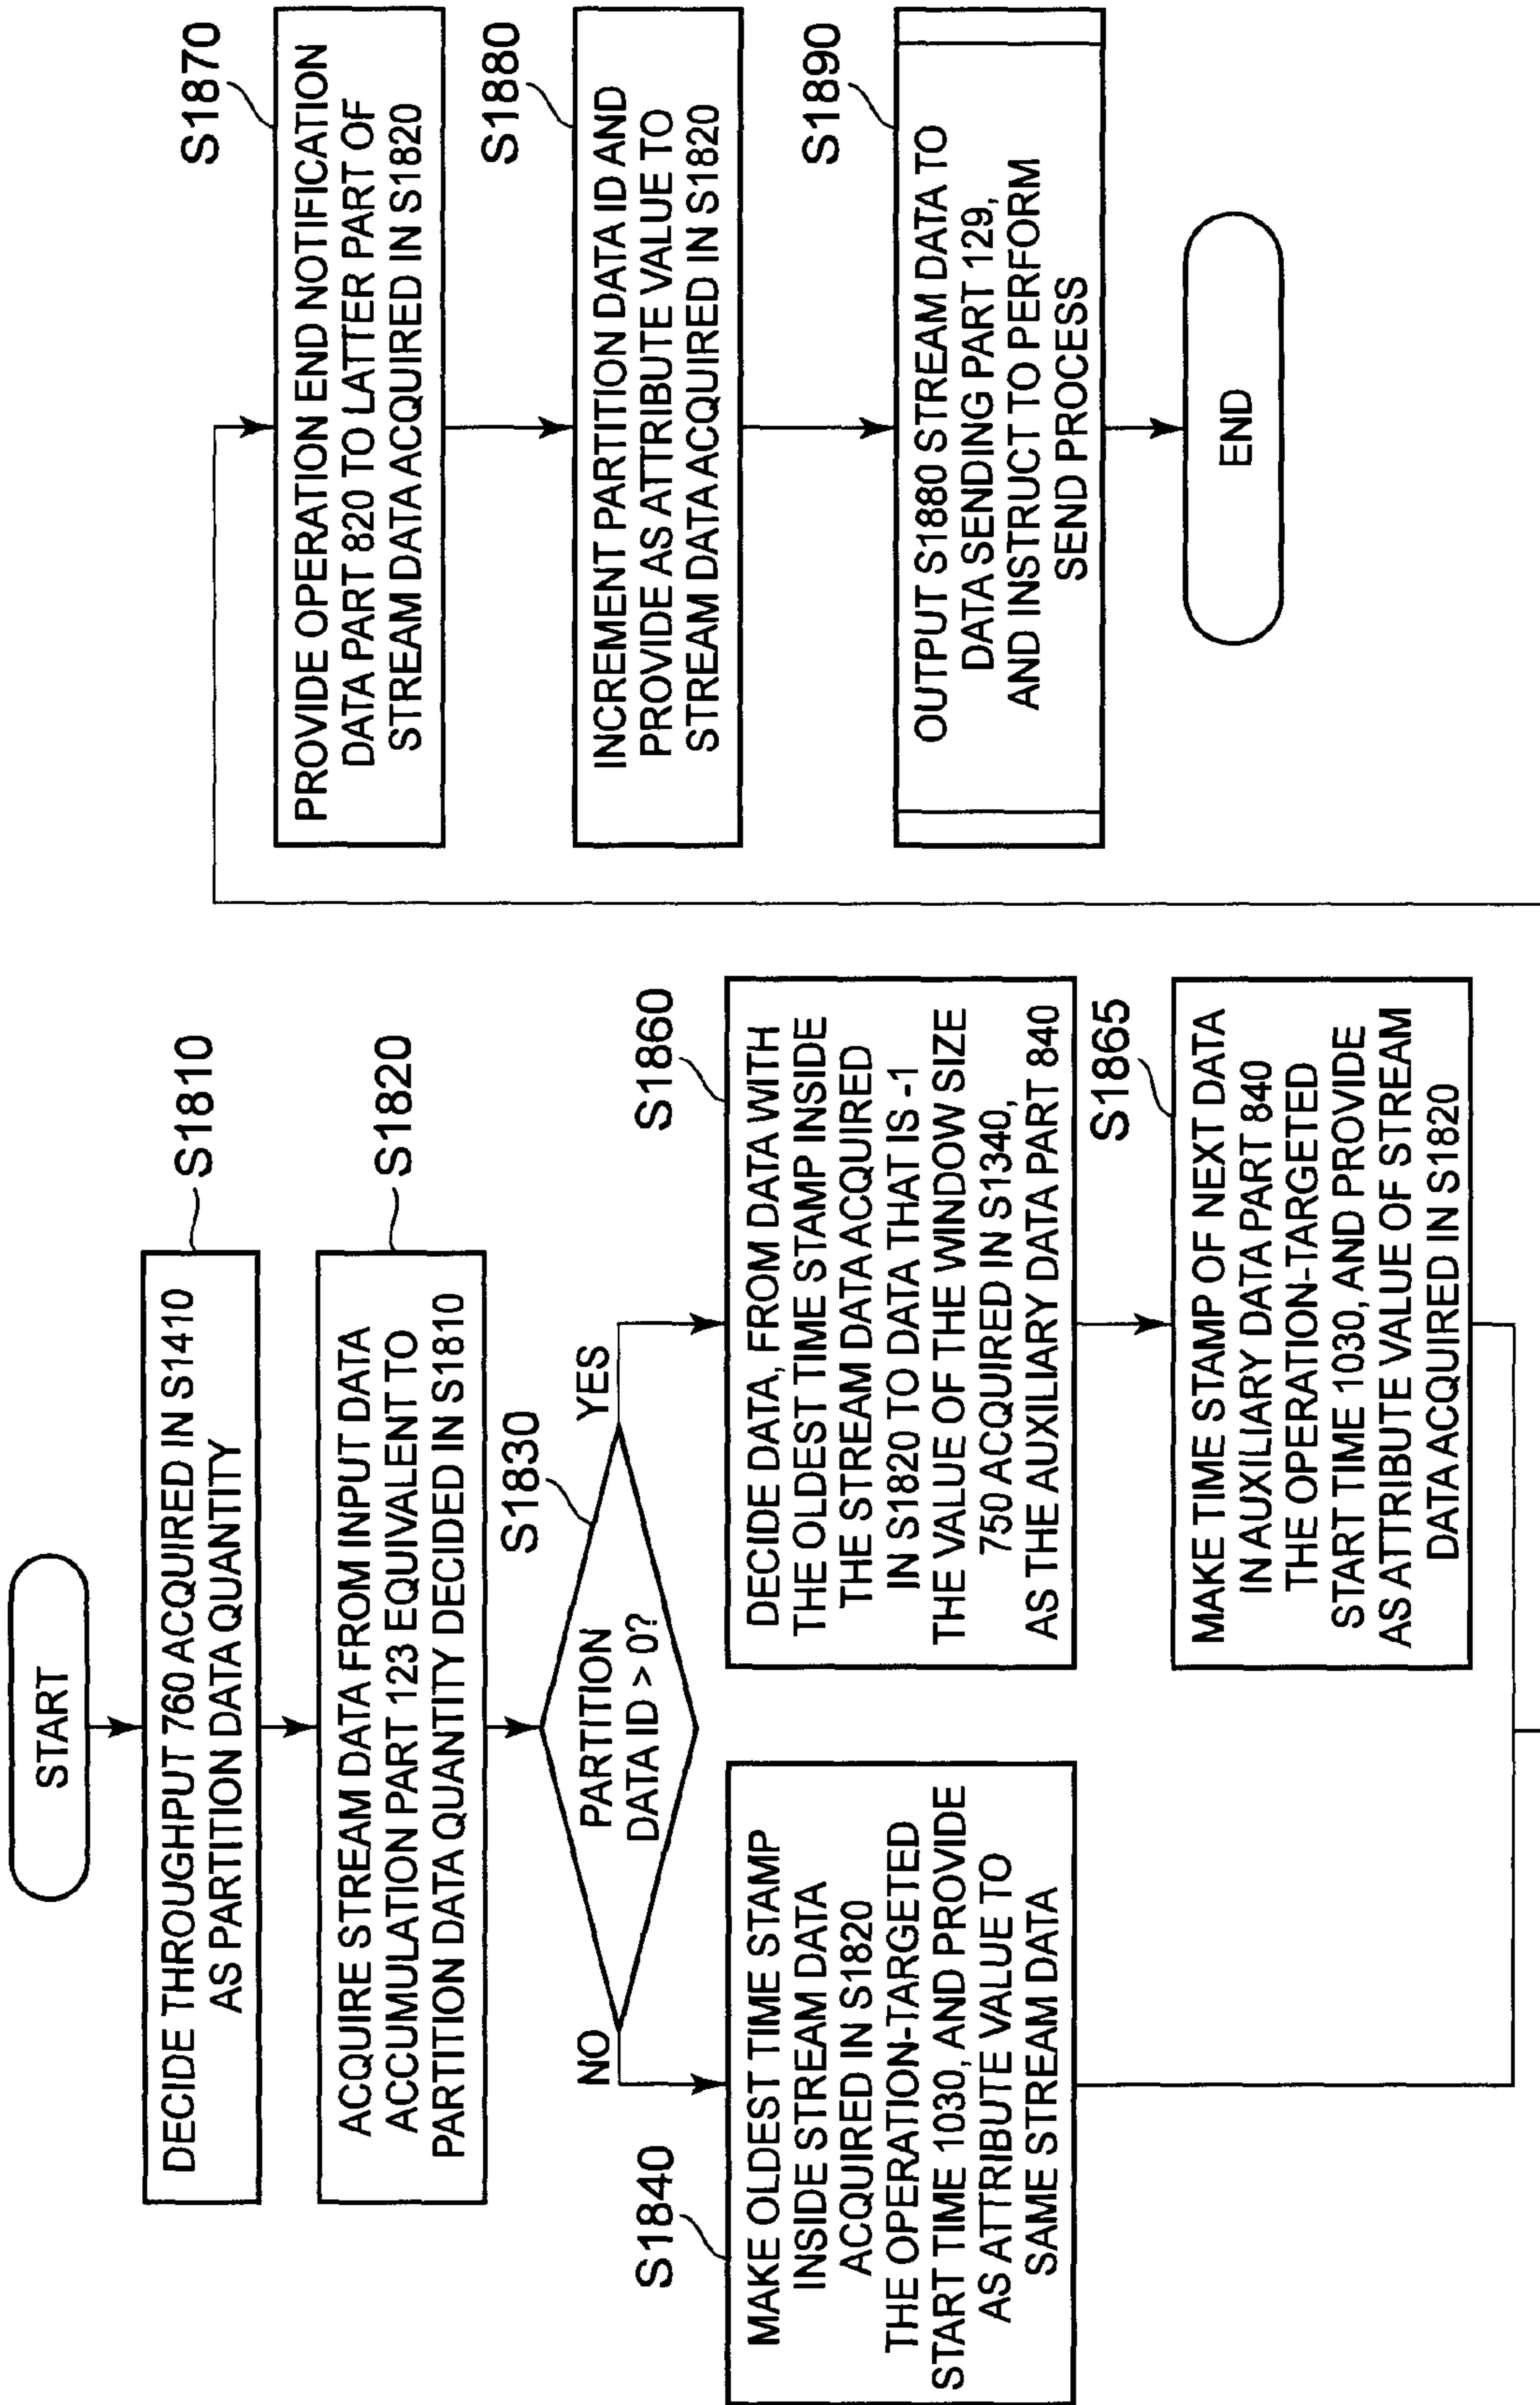 START
DECIDE THROUGHPUT 760 ACQUIRED IN S1410
AS PARTITION DATA QUANTITY
S1810
ACQUIRE STREAM DATA FROM INPUT DATA
ACCUMULATION PART 123 EQUIVALENT TO
PARTITION DATA QUANTITY DECIDED IN S1810
S1820
PARTITION
DATA ID > 0?
S1830
NO
YES
S1840
MAKE OLDEST TIME STAMP
INSIDE STREAM DATA
ACQUIRED IN S1820
THE OPERATION-TARGETED
START TIME 1030, AND PROVIDE
AS ATTRIBUTE VALUE TO
SAME STREAM DATA
S1860
DECIDE DATA, FROM DATA WITH
THE OLDEST TIME STAMP INSIDE
THE STREAM DATA ACQUIRED
IN S1820 TO DATA THAT IS -1
THE VALUE OF THE WINDOW SIZE
750 ACQUIRED IN S1340,
AS THE AUXILIARY DATA PART 840
S1865
MAKE TIME STAMP OF NEXT DATA
IN AUXILIARY DATA PART 840
THE OPERATION-TARGETED
START TIME 1030, AND PROVIDE
AS ATTRIBUTE VALUE OF STREAM
DATA ACQUIRED IN S1820
S1870
PROVIDE OPERATION END NOTIFICATION
DATA PART 820 TO LATTER PART OF
STREAM DATA ACQUIRED IN S1820
S1880
INCREMENT PARTITION DATA ID AND
PROVIDE AS ATTRIBUTE VALUE TO
STREAM DATA ACQUIRED IN S1820
S1890
OUTPUT S1880 STREAM DATA TO
DATA SENDING PART 129,
AND INSTRUCT TO PERFORM
SEND PROCESS
END